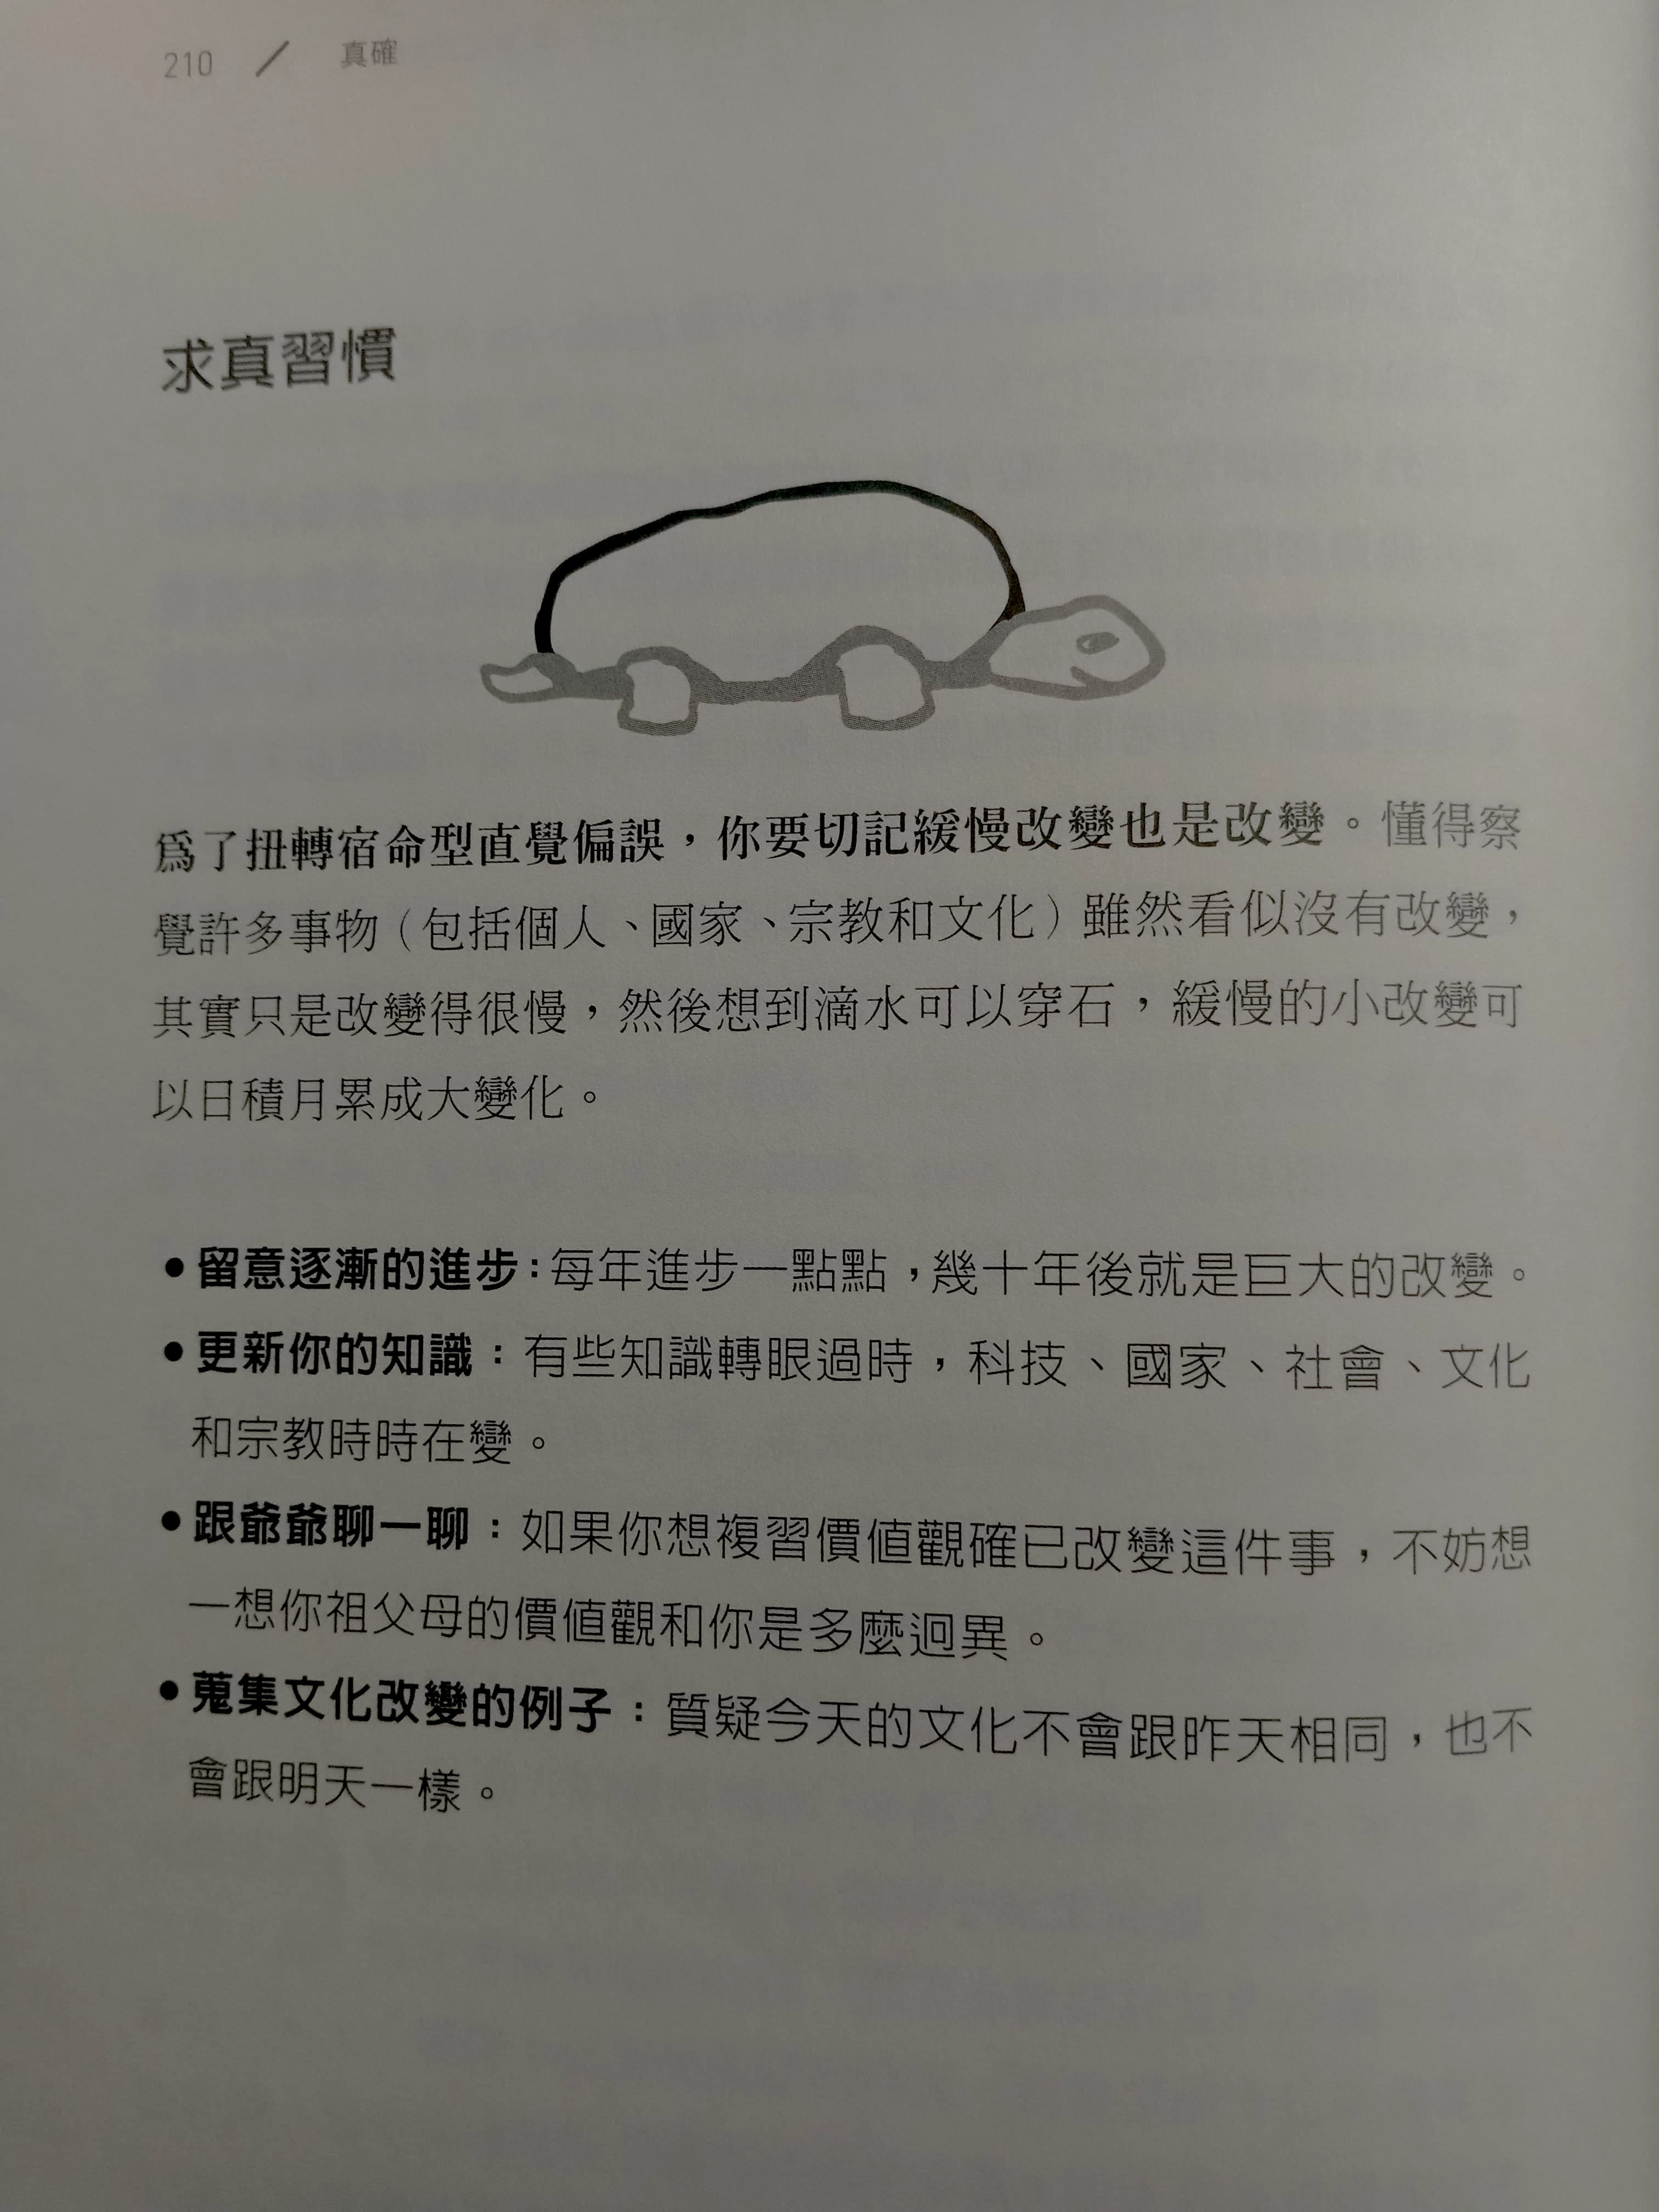 210 / 真確
求真習慣
爲了扭轉宿命型直覺偏誤，你要切記緩慢改變也是改變。懂得察
覺許多事物（包括個人、國家、宗教和文化）雖然看似沒有改變，
其實只是改變得很慢，然後想到滴水可以穿石，緩慢的小改變可
以日積月累成大變化。
●留意逐漸的進步：每年進步一點點，幾十年後就是巨大的改變。
●更新你的知識：有些知識轉眼過時，科技、國家、社會、文化
和宗教時時在變。
●跟爺爺聊一聊：如果你想複習價值觀確已改變這件事，不妨想
一想你祖父母的價值觀和你是多麼迥異。
●蒐集文化改變的例子：質疑今天的文化不會跟昨天相同，也不
會跟明天一樣。